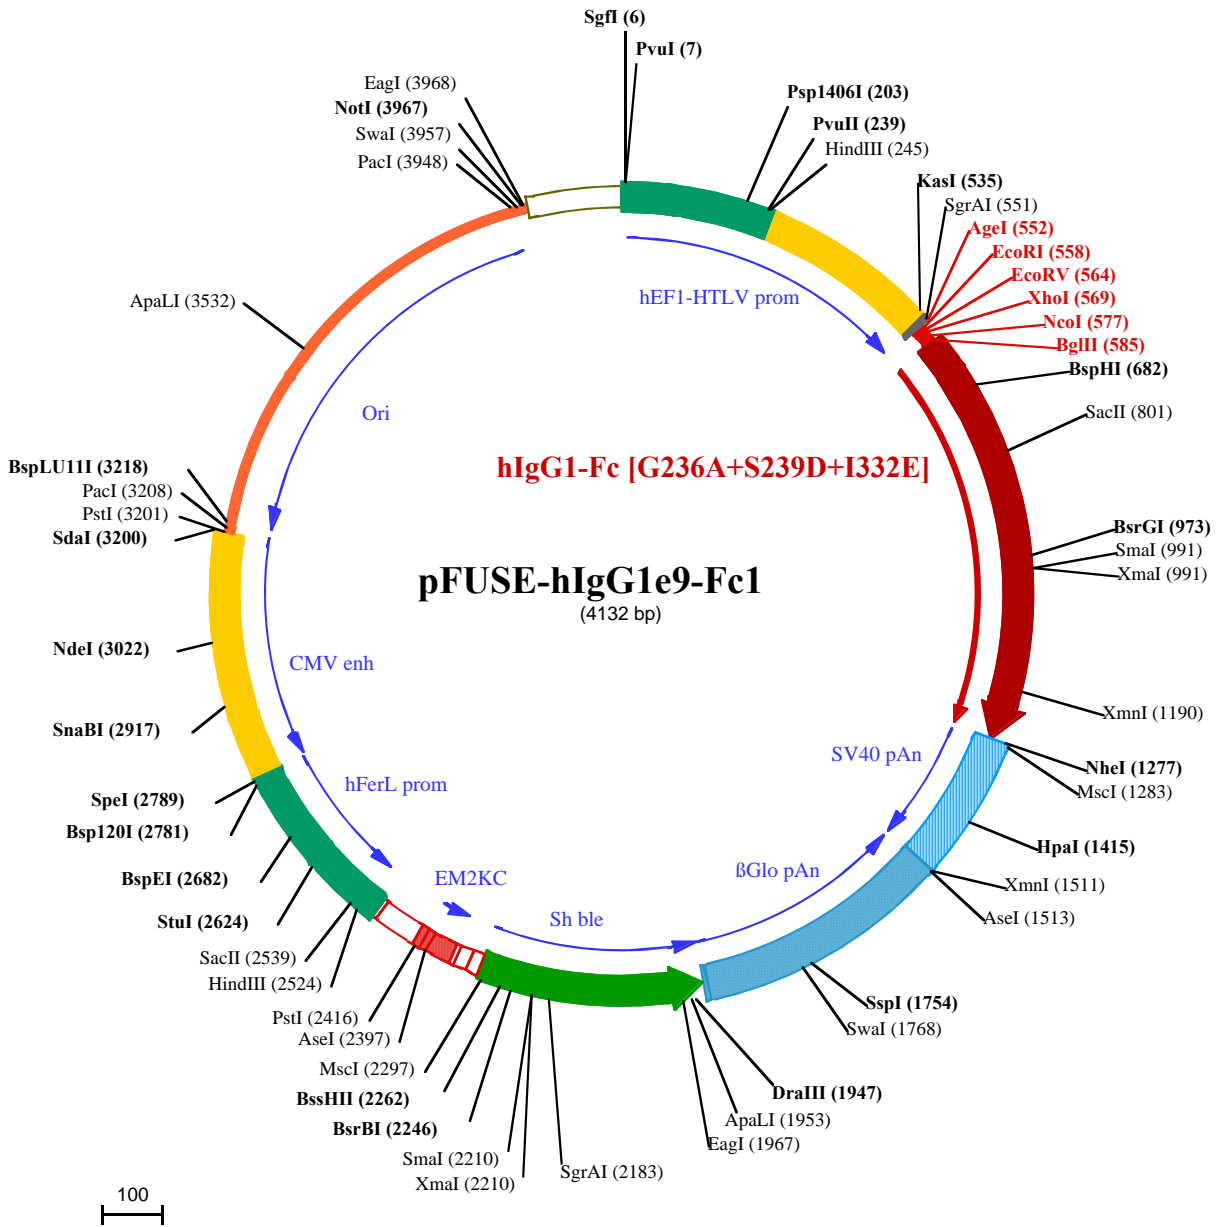 SgfI (6)
PvuI (7)
EagI (3968)
NotI (3967)
SwaI (3957)
PacI (3948)
Psp1406I (203)
PvuII (239)
HindIII (245)
KasI (535)
SgrAI (551)
AgeI (552)
EcoRI (558)
EcoRV (564)
XhoI (569)
NcoI (577)
BglII (585)
BspHI (682)
SacII (801)
hEF1-HTLV prom
ApaLI (3532)
Ori
hIgG1-Fc [G236A+S239D+I332E]
BspLU11I (3218)
PacI (3208)
PstI (3201)
SdaI (3200)
BsrGI (973)
SmaI (991)
XmaI (991)
pFUSE-hIgG1e9-Fc1
(4132 bp)
NdeI (3022)
CMV enh
SnaBI (2917)
XmnI (1190)
SV40 pAn
NheI (1277)
MscI (1283)
hFerL prom
SpeI (2789)
Bsp120I (2781)
HpaI (1415)
BspEI (2682)
EM2KC
ßGlo pAn
XmnI (1511)
AseI (1513)
StuI (2624)
Sh ble
SacII (2539)
HindIII (2524)
SspI (1754)
SwaI (1768)
PstI (2416)
AseI (2397)
MscI (2297)
BssHII (2262)
BsrBI (2246)
SmaI (2210)
XmaI (2210)
SgrAI (2183)
DraIII (1947)
ApaLI (1953)
EagI (1967)
100